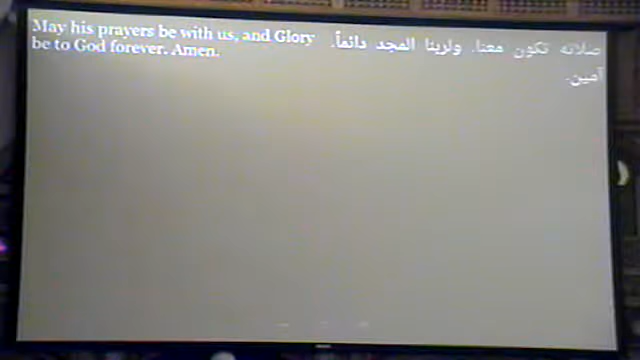 May his prayers be with us, and Glory
be to God forever. Amen.
صلاته تكون معنا. ولربنا المجد دائماً.
آمين.